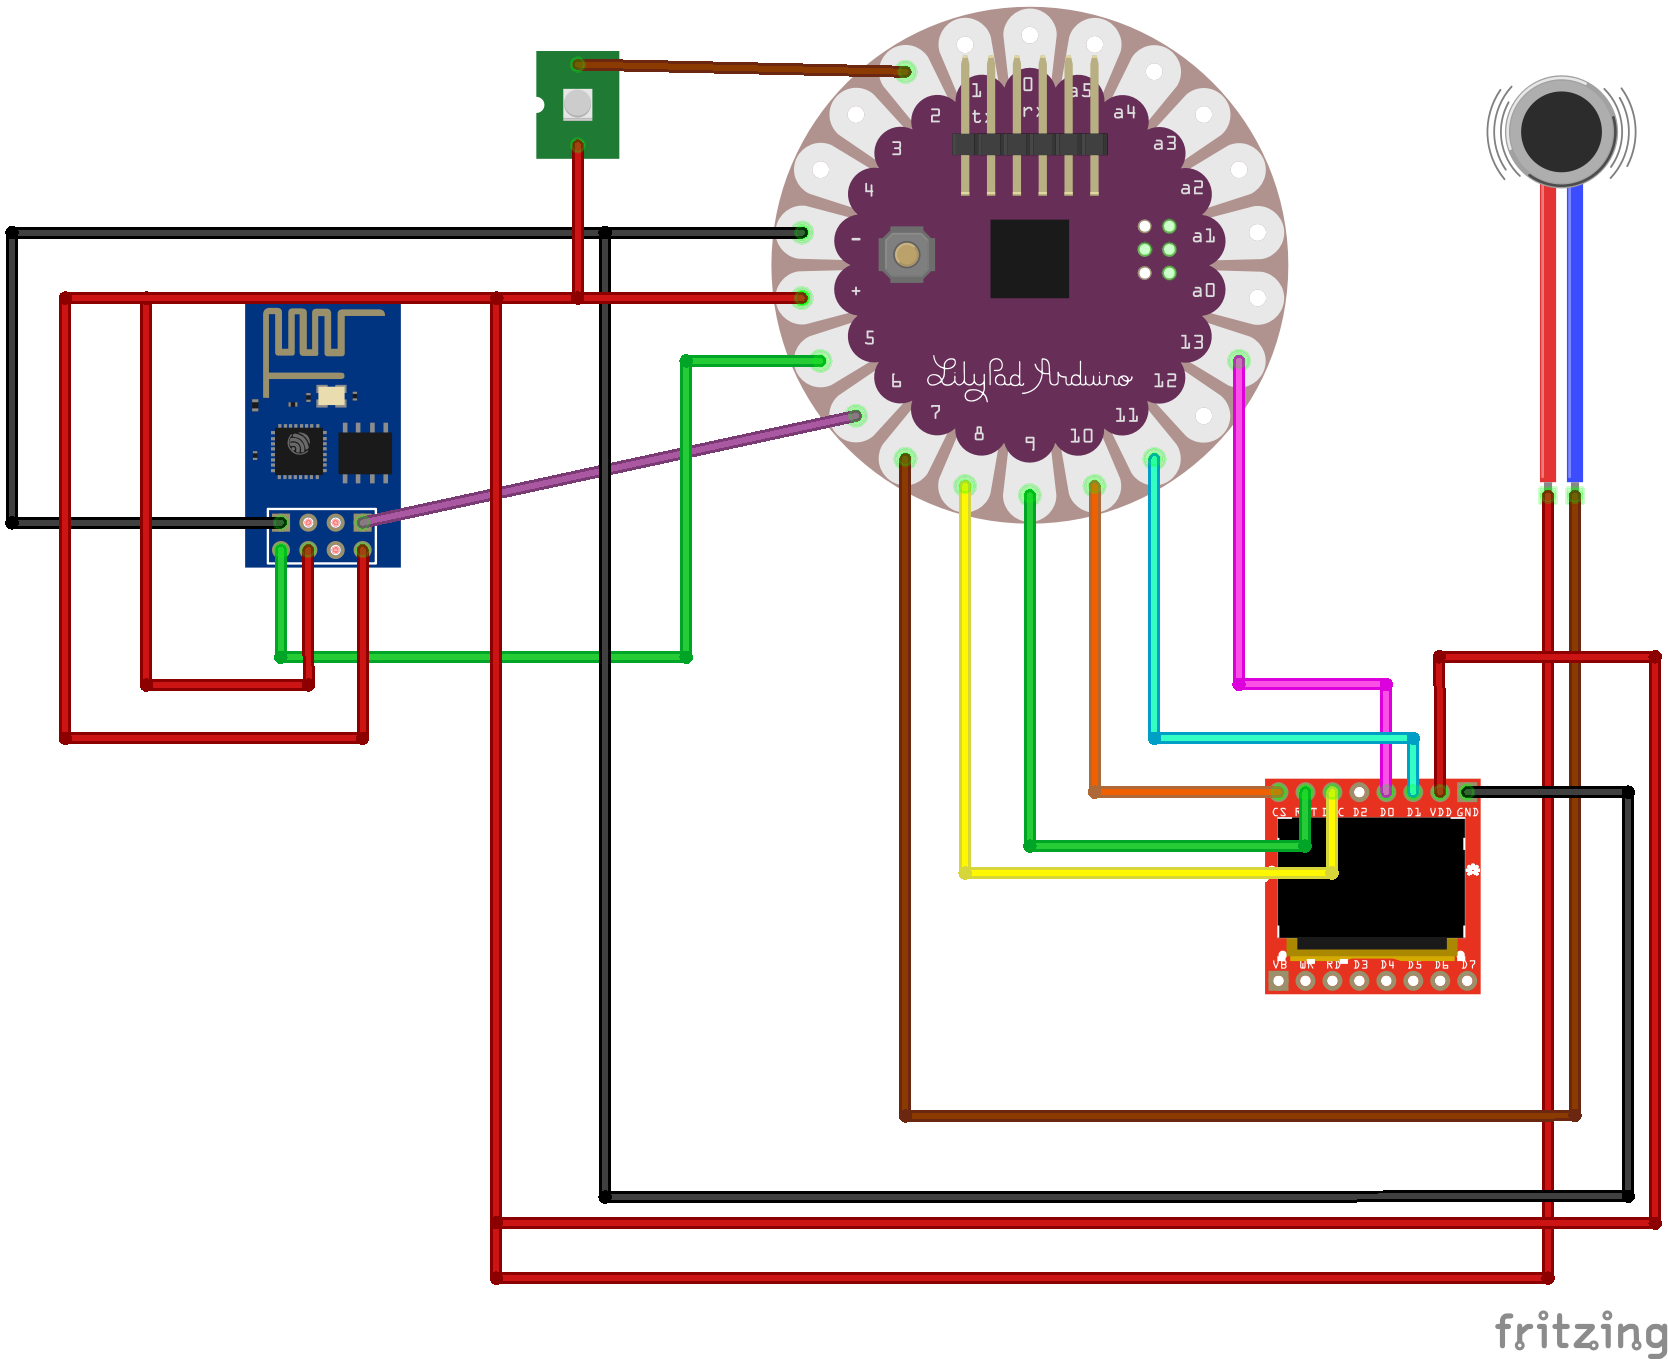 1 0 a5
tx rx
2 a4
3 a3
4 a2
- a1
+ a0
5 13
6 12
7 11
8 10
9
LilyPad Arduino
CS D2 D0 D1 VDD GND
VB WR RD D3 D4 D5 D6 D7
fritzing